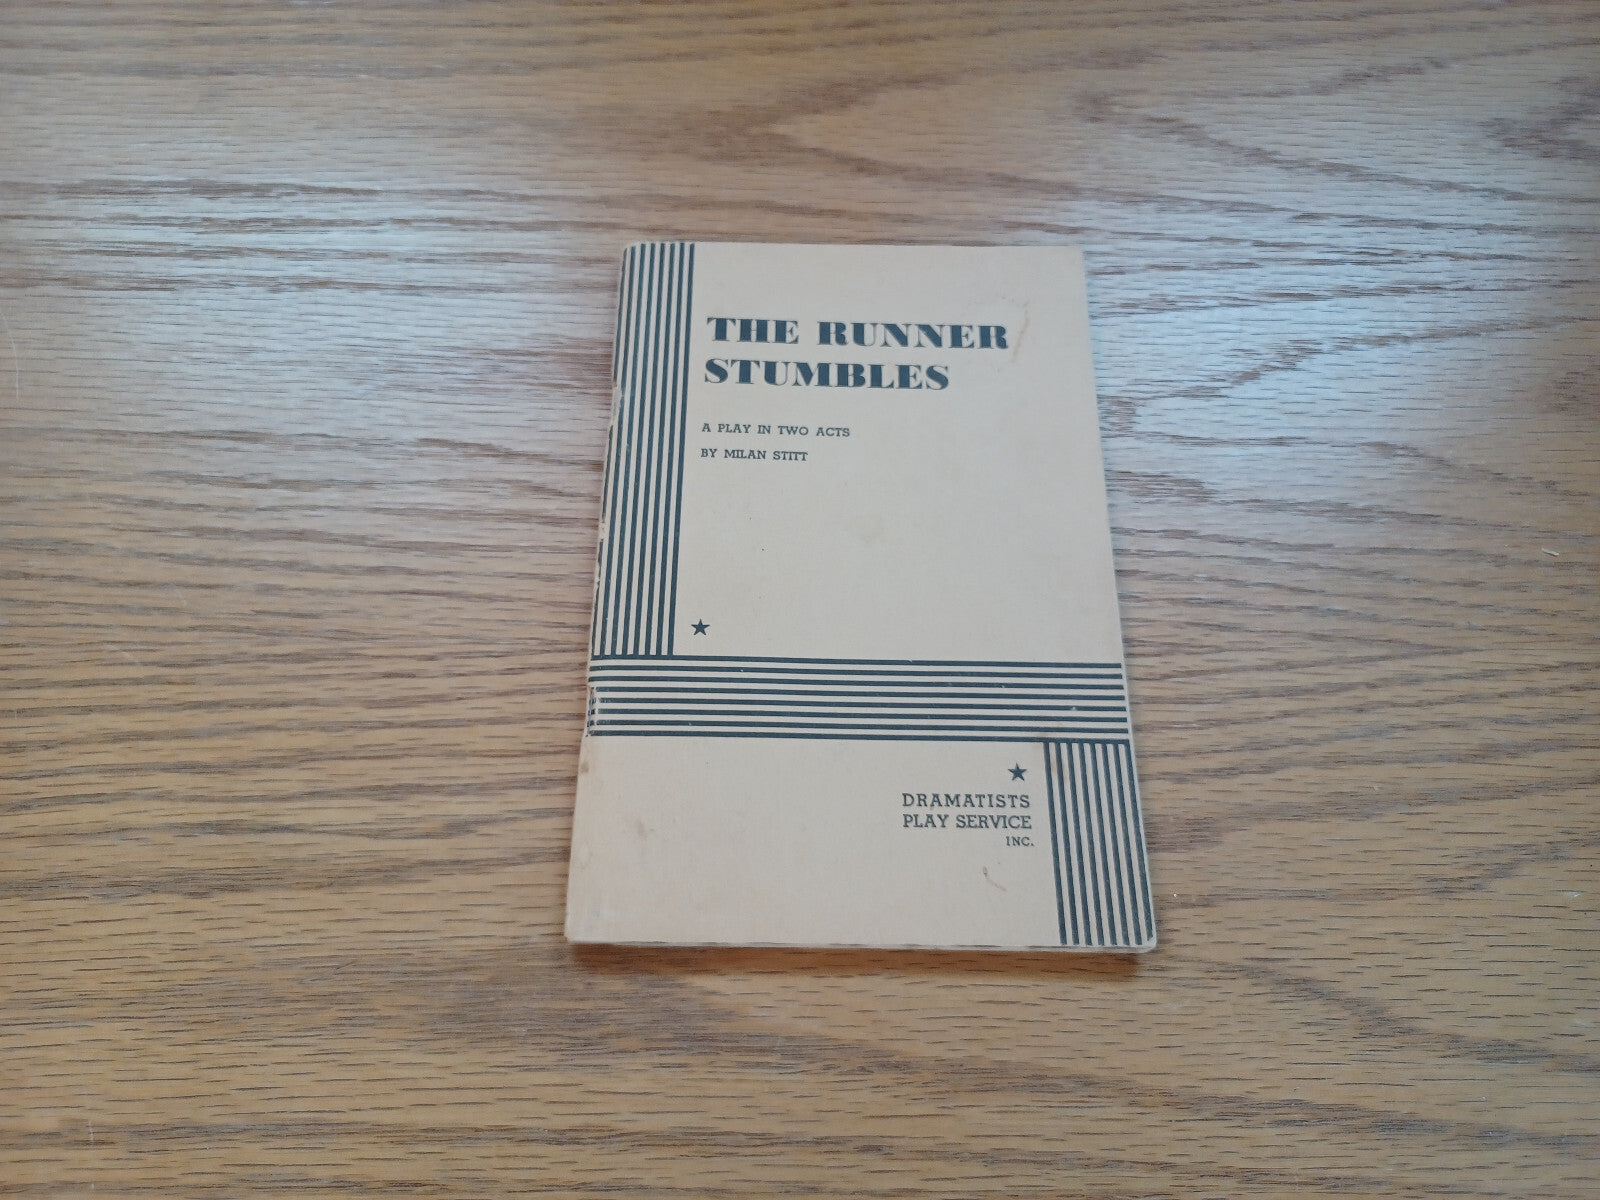 THE RUNNER
STUMBLES
A PLAY IN TWO ACTS
BY MILAN STITT
DRAMATISTS
PLAY SERVICE
INC.